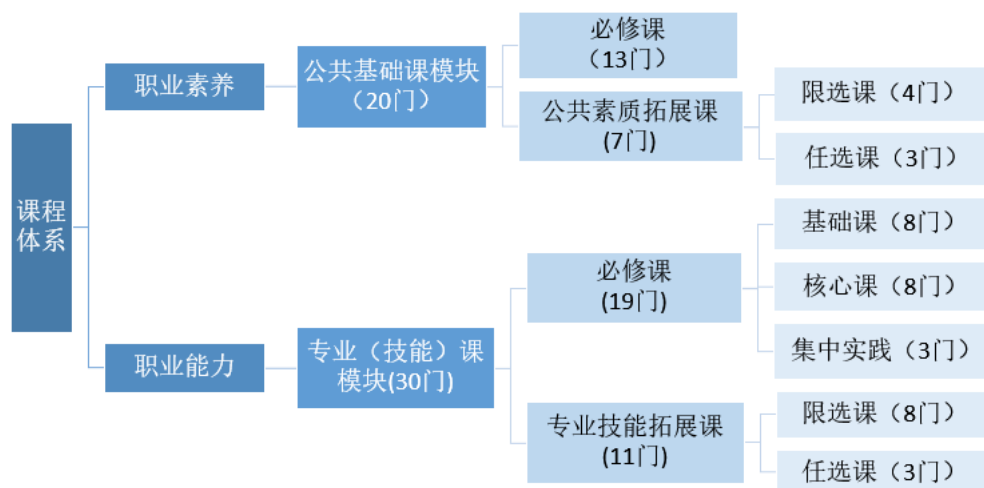 课程
体系
职业素养
公共基础课模块
（20门）
必修课
（13门）
公共素质拓展课
(7门)
限选课（4门）
任选课（3门）
职业能力
专业（技能）课
模块(30门)
必修课
(19门)
基础课（8门）
核心课（8门）
集中实践（3门）
专业技能拓展课
(11门)
限选课（8门）
任选课（3门）